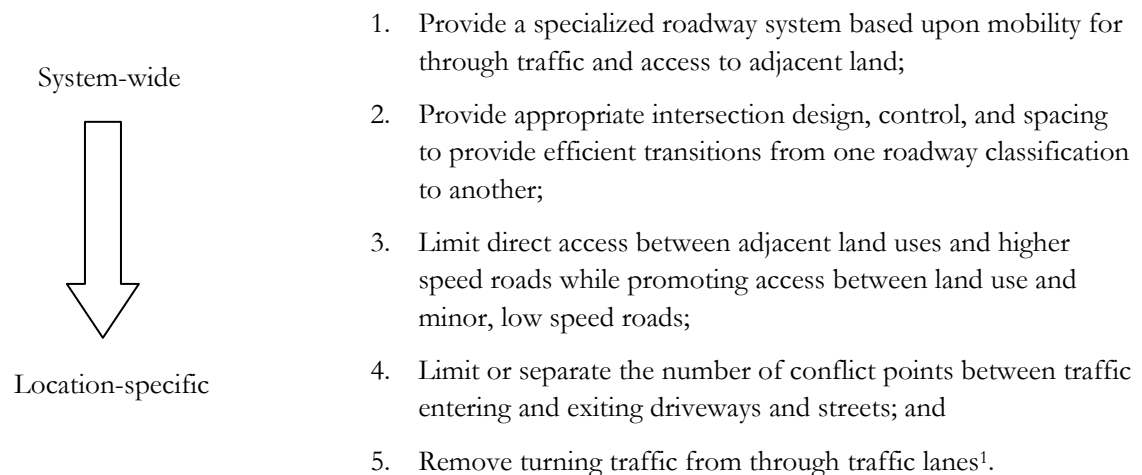 System-wide
Location-specific
1. Provide a specialized roadway system based upon mobility for
through traffic and access to adjacent land;
2. Provide appropriate intersection design, control, and spacing
to provide efficient transitions from one roadway classification
to another;
3. Limit direct access between adjacent land uses and higher
speed roads while promoting access between land use and
minor, low speed roads;
4. Limit or separate the number of conflict points between traffic
entering and exiting driveways and streets; and
5. Remove turning traffic from through traffic lanes¹.